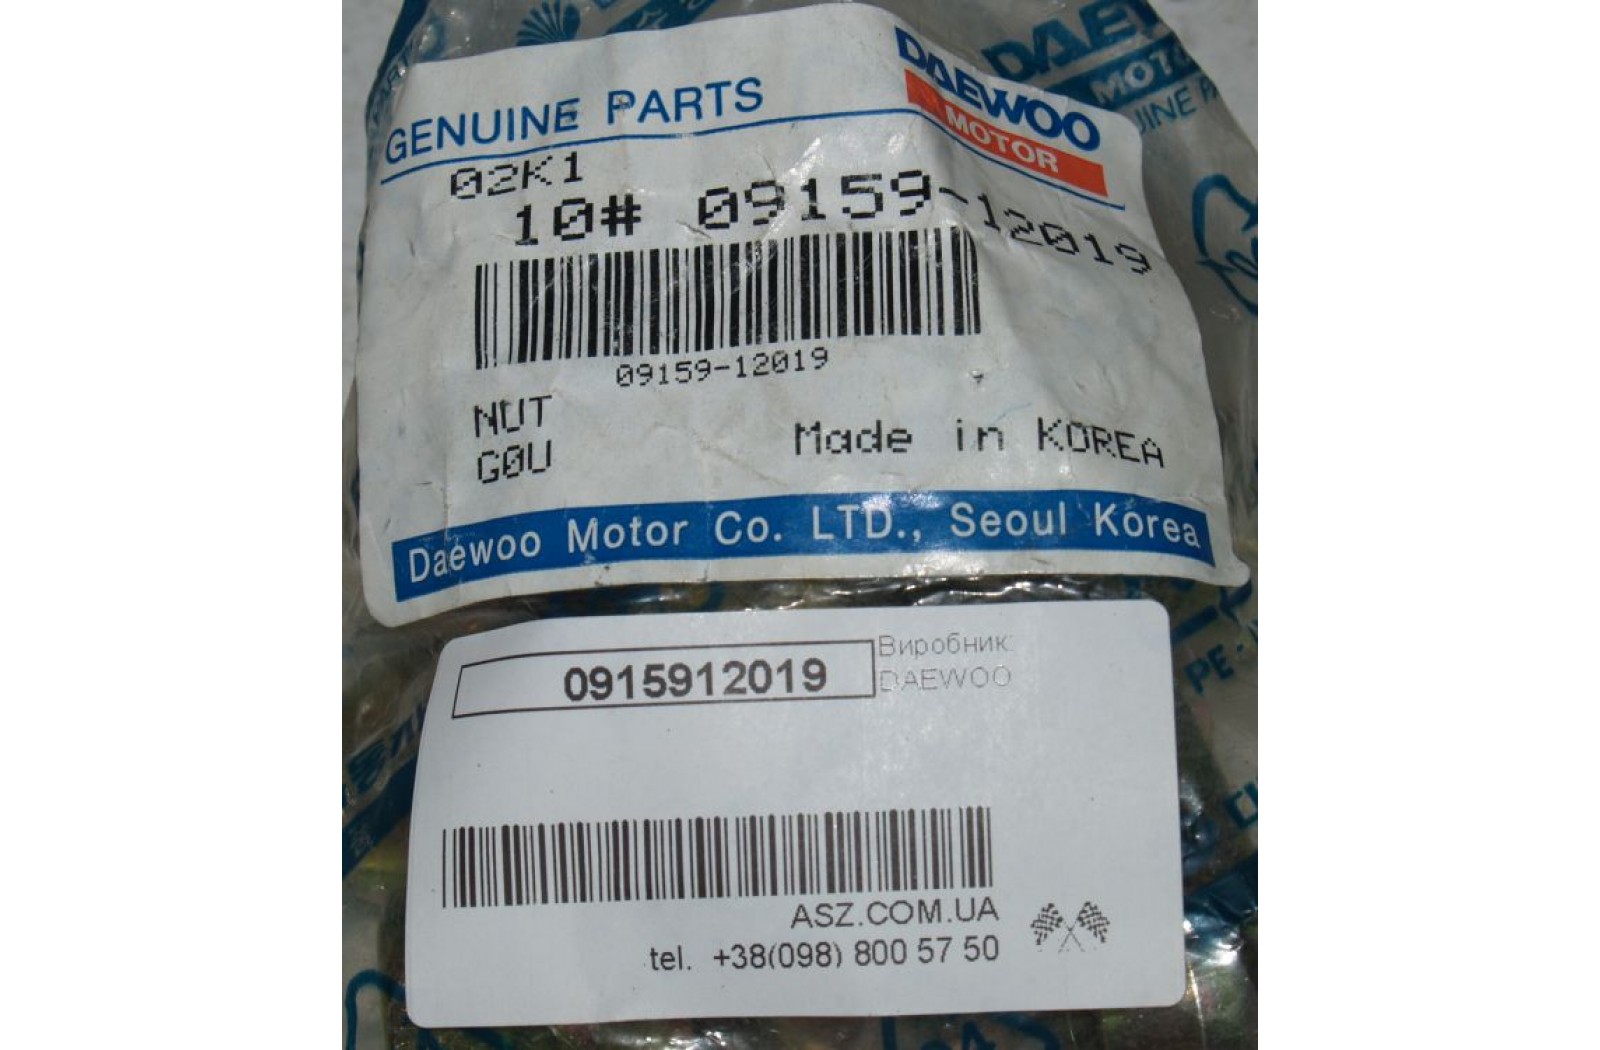 GENUINE PARTS
DAEWOO
MOTOR
02K1
10# 09159-12019
09159-12019
NUT
G0U
Made in KOREA
Daewoo Motor Co. LTD., Seoul Korea
0915912019
Виробник:
DAEWOO
ASZ.COM.UA
tel. +38(098) 800 57 50